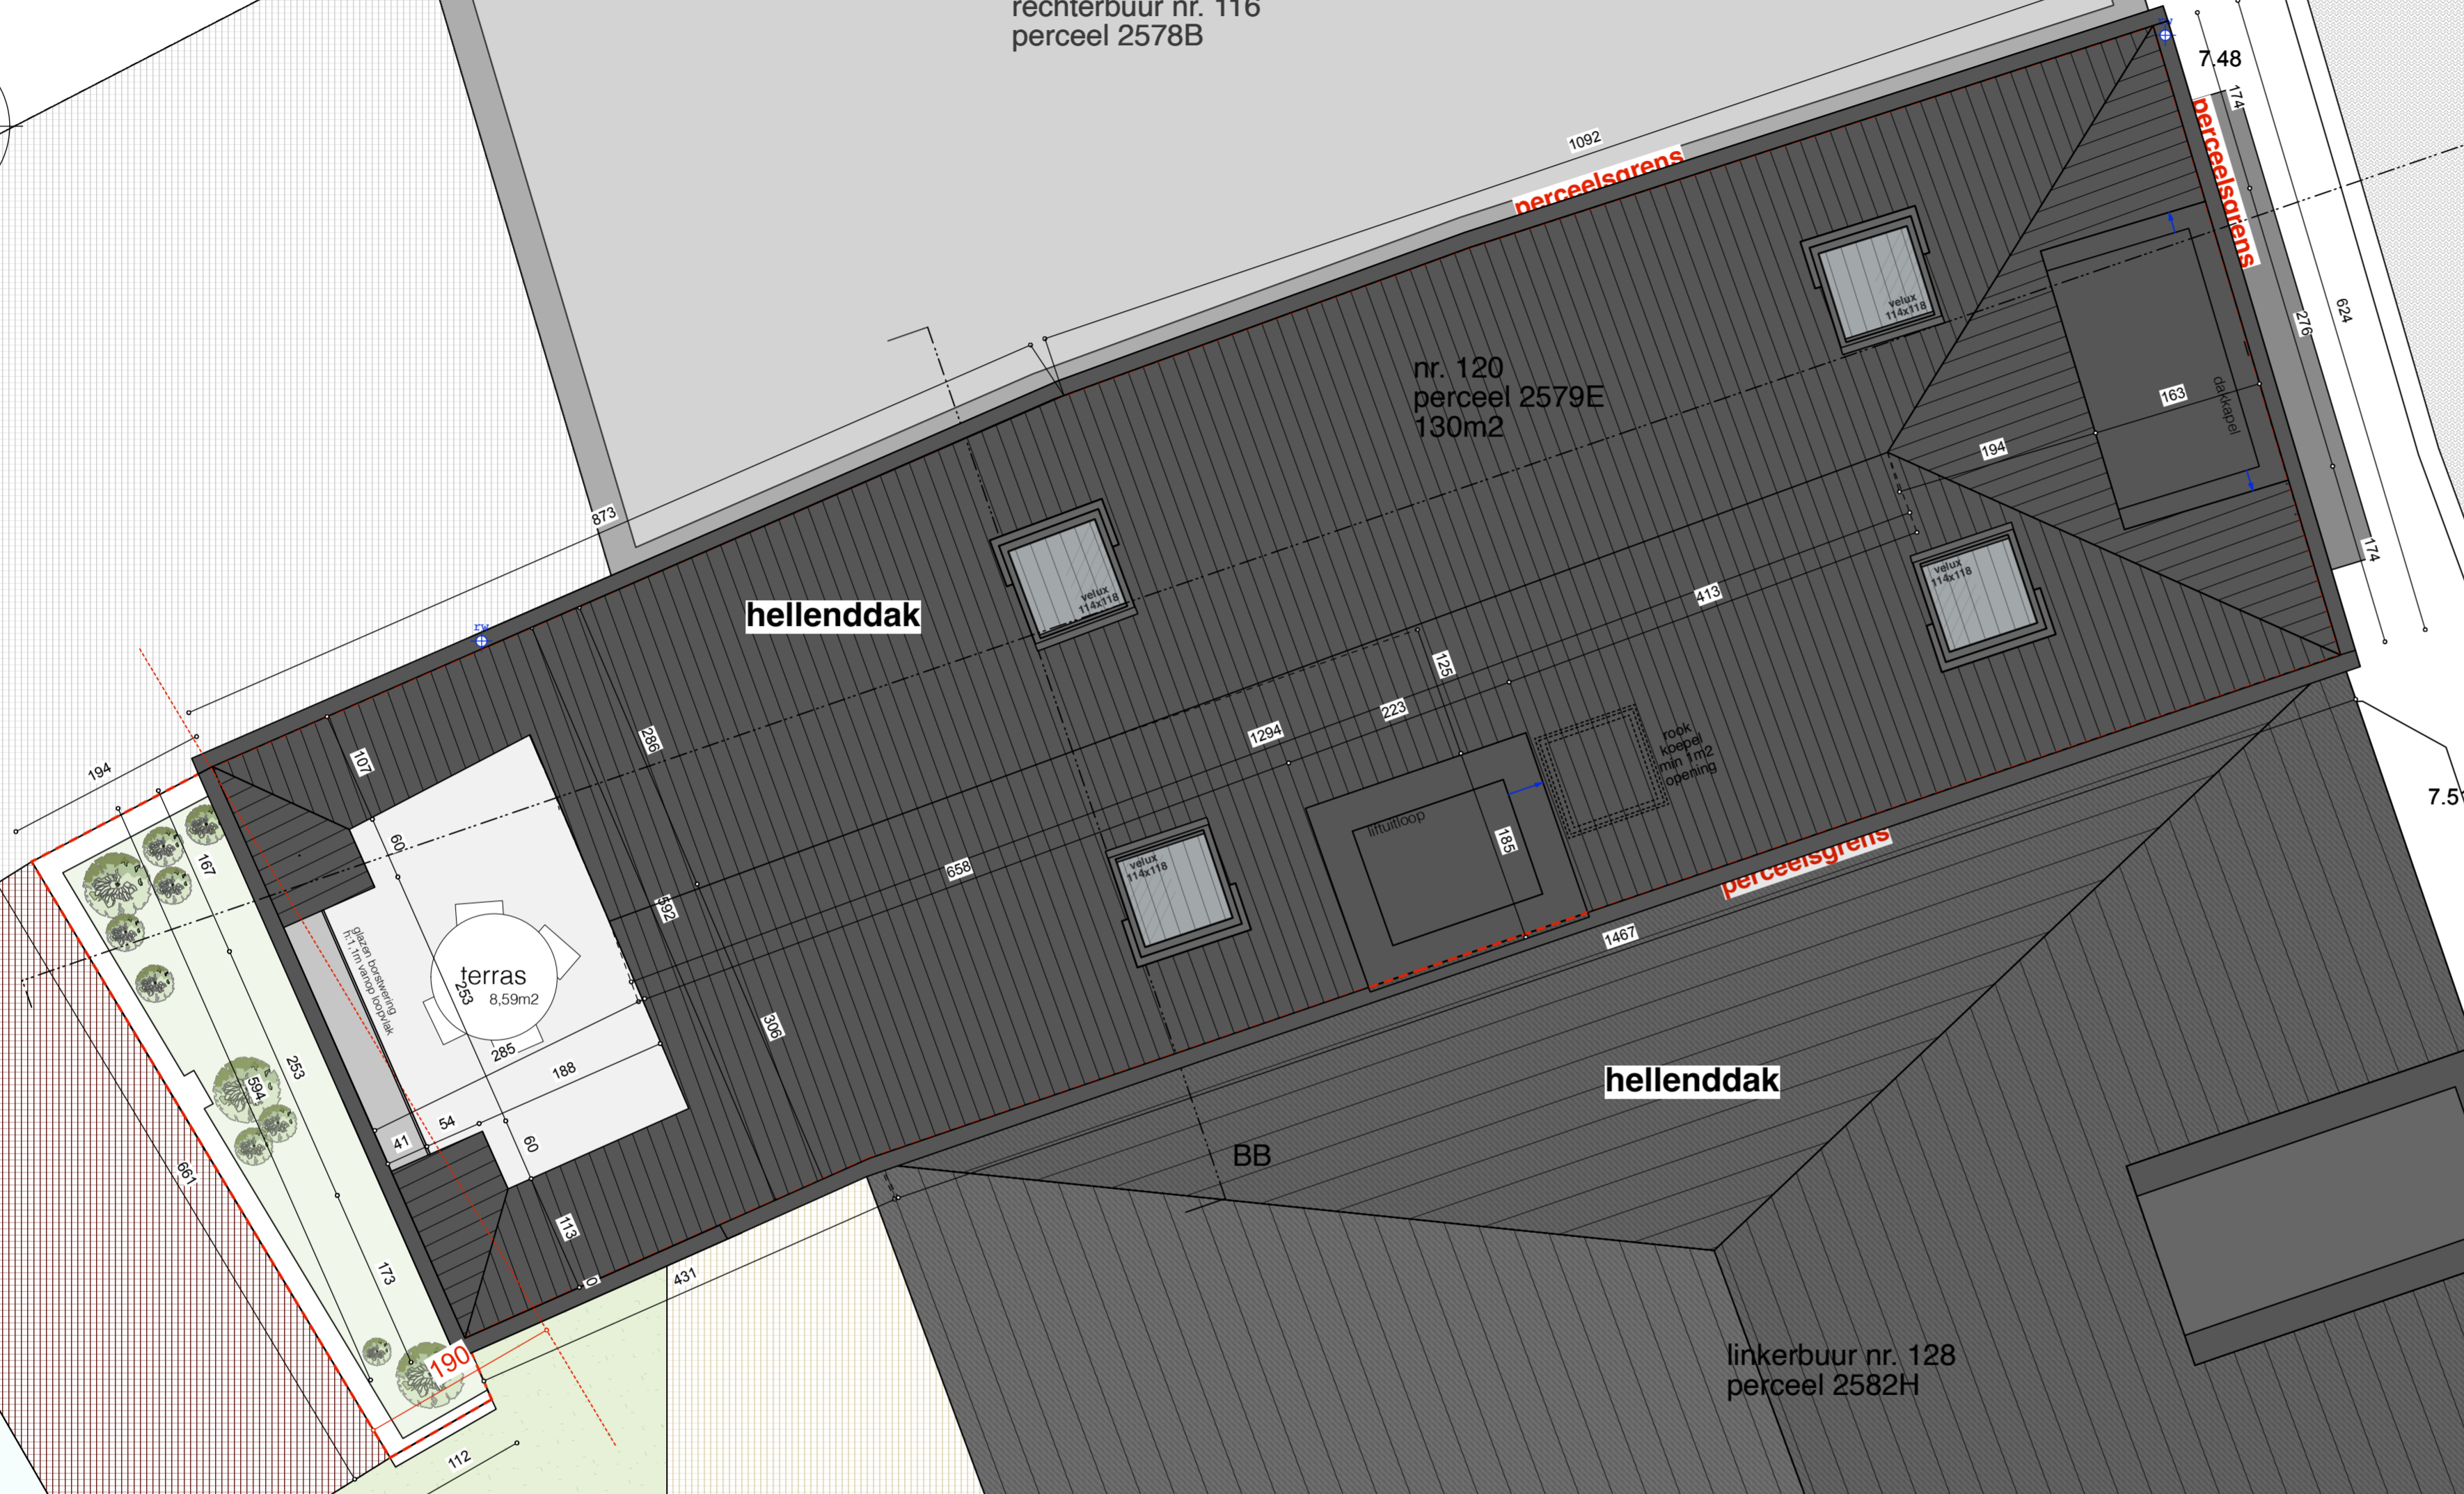 rechterbuur nr. 116
perceel 2578B
rw
7.48
174
perceelsgrens
1092
perceelsgrens
624
276
velux
114x118
nr. 120
perceel 2579E
130m2
163
dakkapel
194
873
velux
114x118
hellenddak
rw
velux
114x118
174
413
125
223
1294
286
107
194
rook
koepel
min 1m2
opening
7.5
liftuitloop
185
60
167
velux
114x118
658
perceelsgrens
592
1467
glazen borstwering
h:1,1m vanop loopvlak
terras
8,59m2
253
306
285
188
253
594
hellenddak
54
41
60
BB
661
113
173
0
431
190
linkerbuur nr. 128
perceel 2582H
112